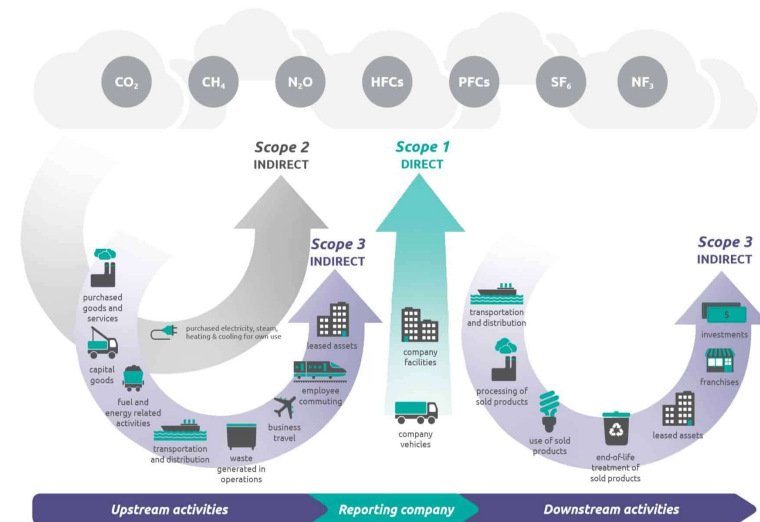 CO₂ CH₄ N₂O HFCs PFCs SF₆ NF₃
Scope 2
INDIRECT
Scope 1
DIRECT
Scope 3
INDIRECT
Scope 3
INDIRECT
purchased
goods and
services
capital
goods
fuel and
energy related
activities
transportation
and distribution
waste
generated in
operations
business
travel
employee
commuting
leased assets
purchased electricity, steam,
heating & cooling for own use
company
facilities
company
vehicles
transportation
and distribution
processing of
sold products
use of sold
products
end-of-life
treatment of
sold products
leased assets
franchises
$
investments
Upstream activities
Reporting company
Downstream activities